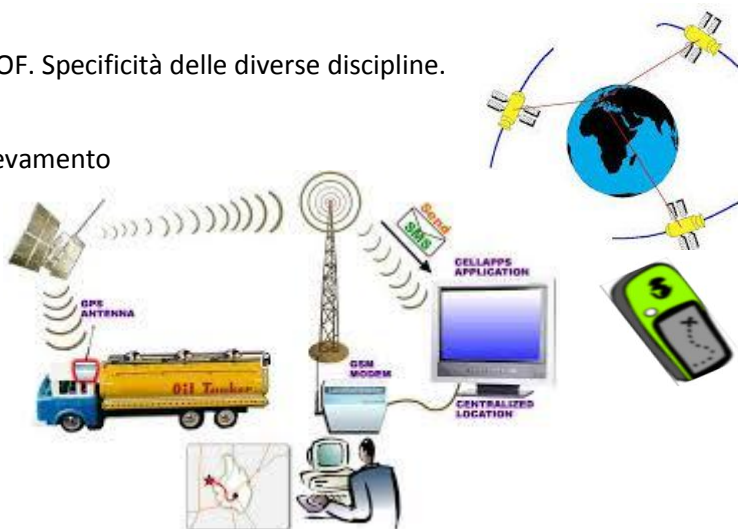 OF. Specificità delle diverse discipline.
evamento
Send
SMS
CELLAPPS
APPLICATION
GPS
ANTENNA
Oil Tanker
GSM
MODEM
CENTRALIZED
LOCATION